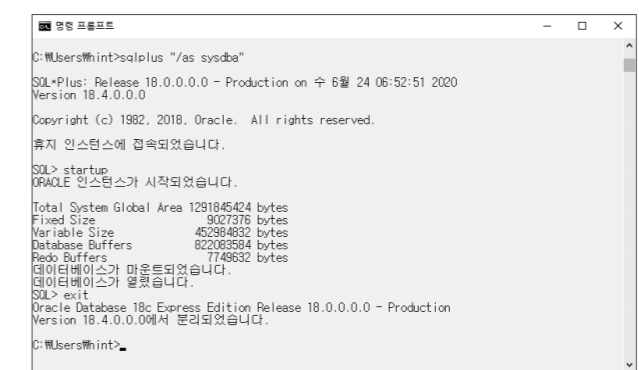 명령 프롬프트
C:₩Users₩hint>sqlplus "/as sysdba"
SQL*Plus: Release 18.0.0.0.0 - Production on 수 6월 24 06:52:51 2020
Version 18.4.0.0.0
Copyright (c) 1982, 2018, Oracle.  All rights reserved.
휴지 인스턴스에 접속되었습니다.
SQL> startup
ORACLE 인스턴스가 시작되었습니다.
Total System Global Area 1291845424 bytes
Fixed Size                  9027376 bytes
Variable Size             452984832 bytes
Database Buffers          822083584 bytes
Redo Buffers                7749632 bytes
데이터베이스가 마운트되었습니다.
데이터베이스가 열렸습니다.
SQL> exit
Oracle Database 18c Express Edition Release 18.0.0.0.0 - Production
Version 18.4.0.0.0에서 분리되었습니다.
C:₩Users₩hint>